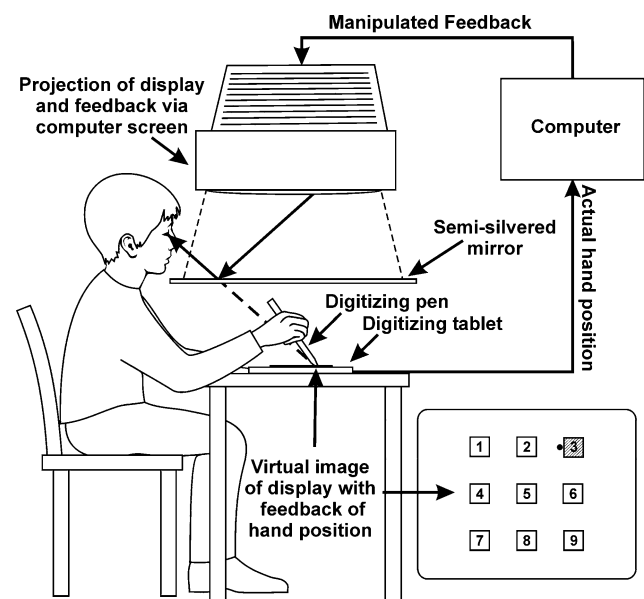 Manipulated Feedback
Projection of display
and feedback via
computer screen
Computer
Actual hand position
Semi-silvered
mirror
Digitizing pen
Digitizing tablet
Virtual image
of display with
feedback of
hand position
1 2 3
4 5 6
7 8 9